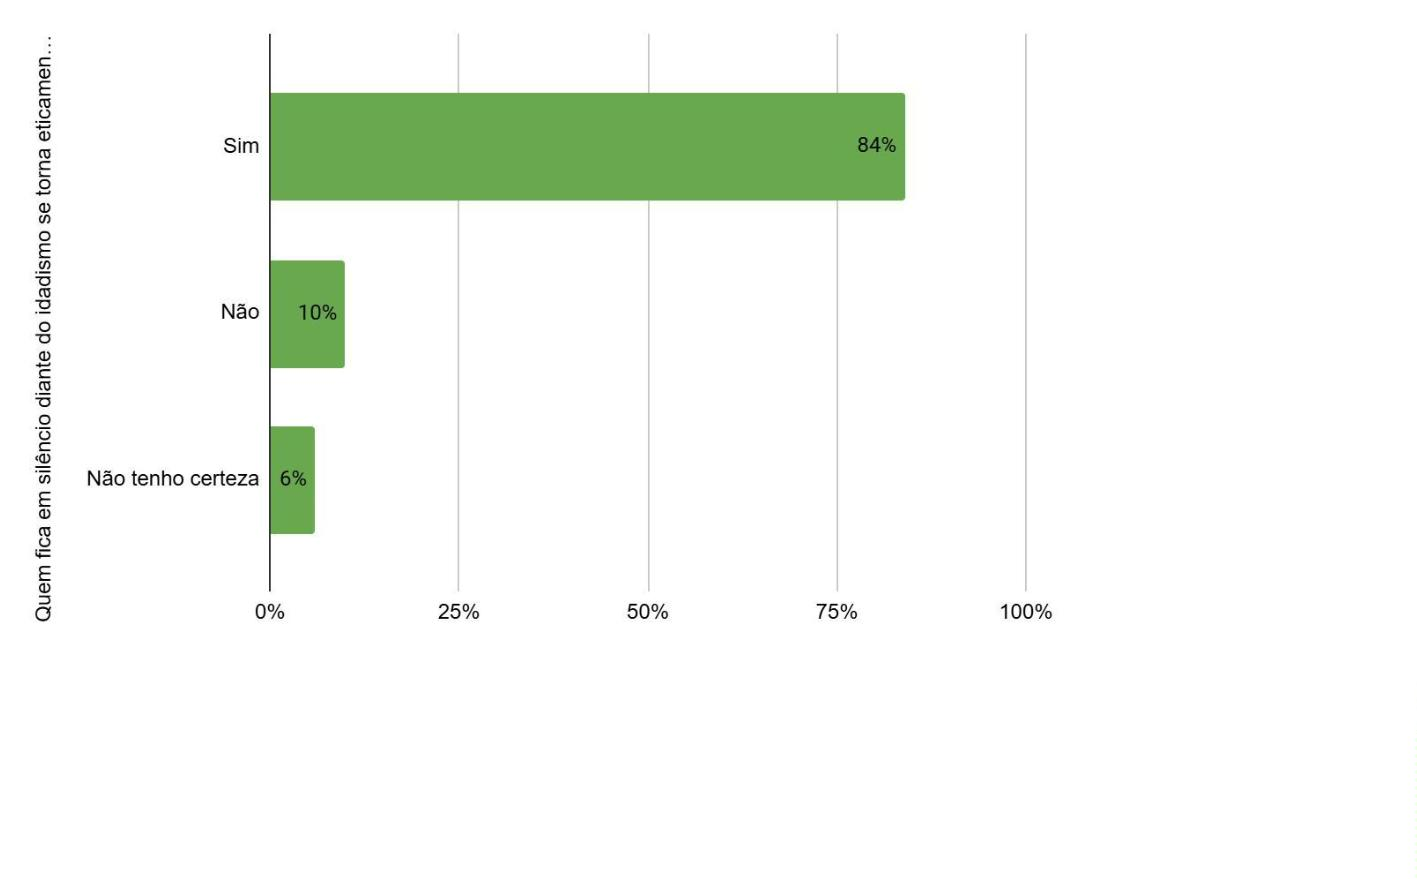 Quem fica em silêncio diante do idadismo se torna eticamen…
Sim
84%
Não
10%
Não tenho certeza
6%
0%
25%
50%
75%
100%